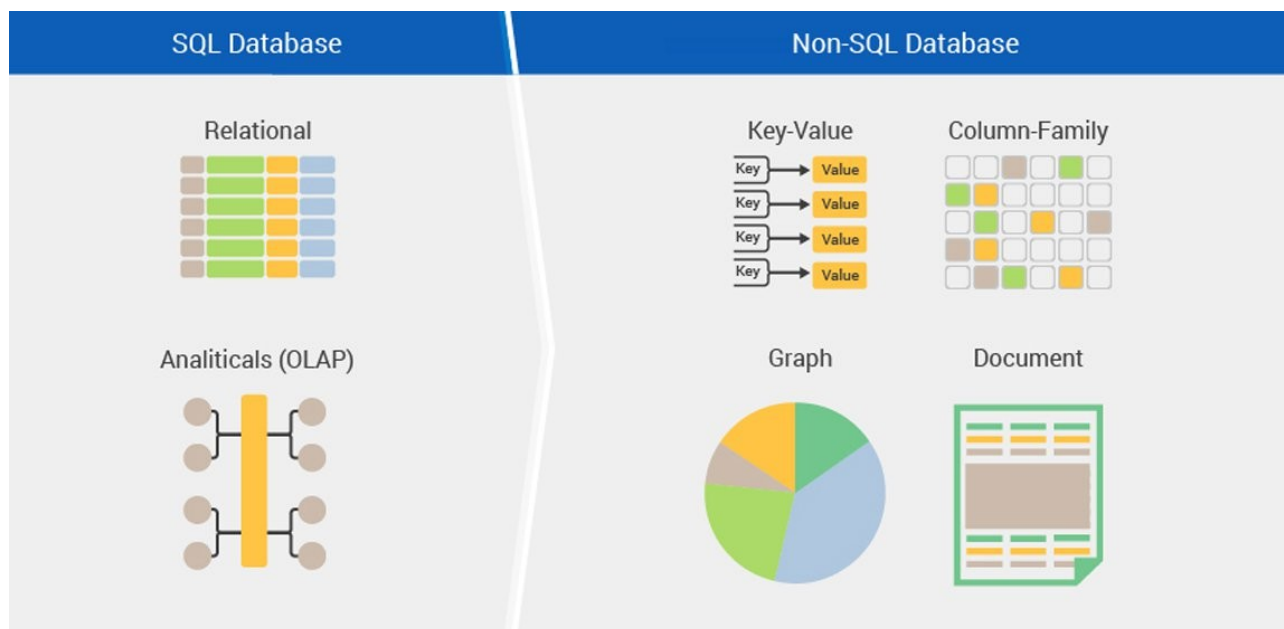 SQL Database
Non-SQL Database
Relational
Analiticals (OLAP)
Key-Value
Key
Value
Key
Value
Key
Value
Key
Value
Column-Family
Graph
Document